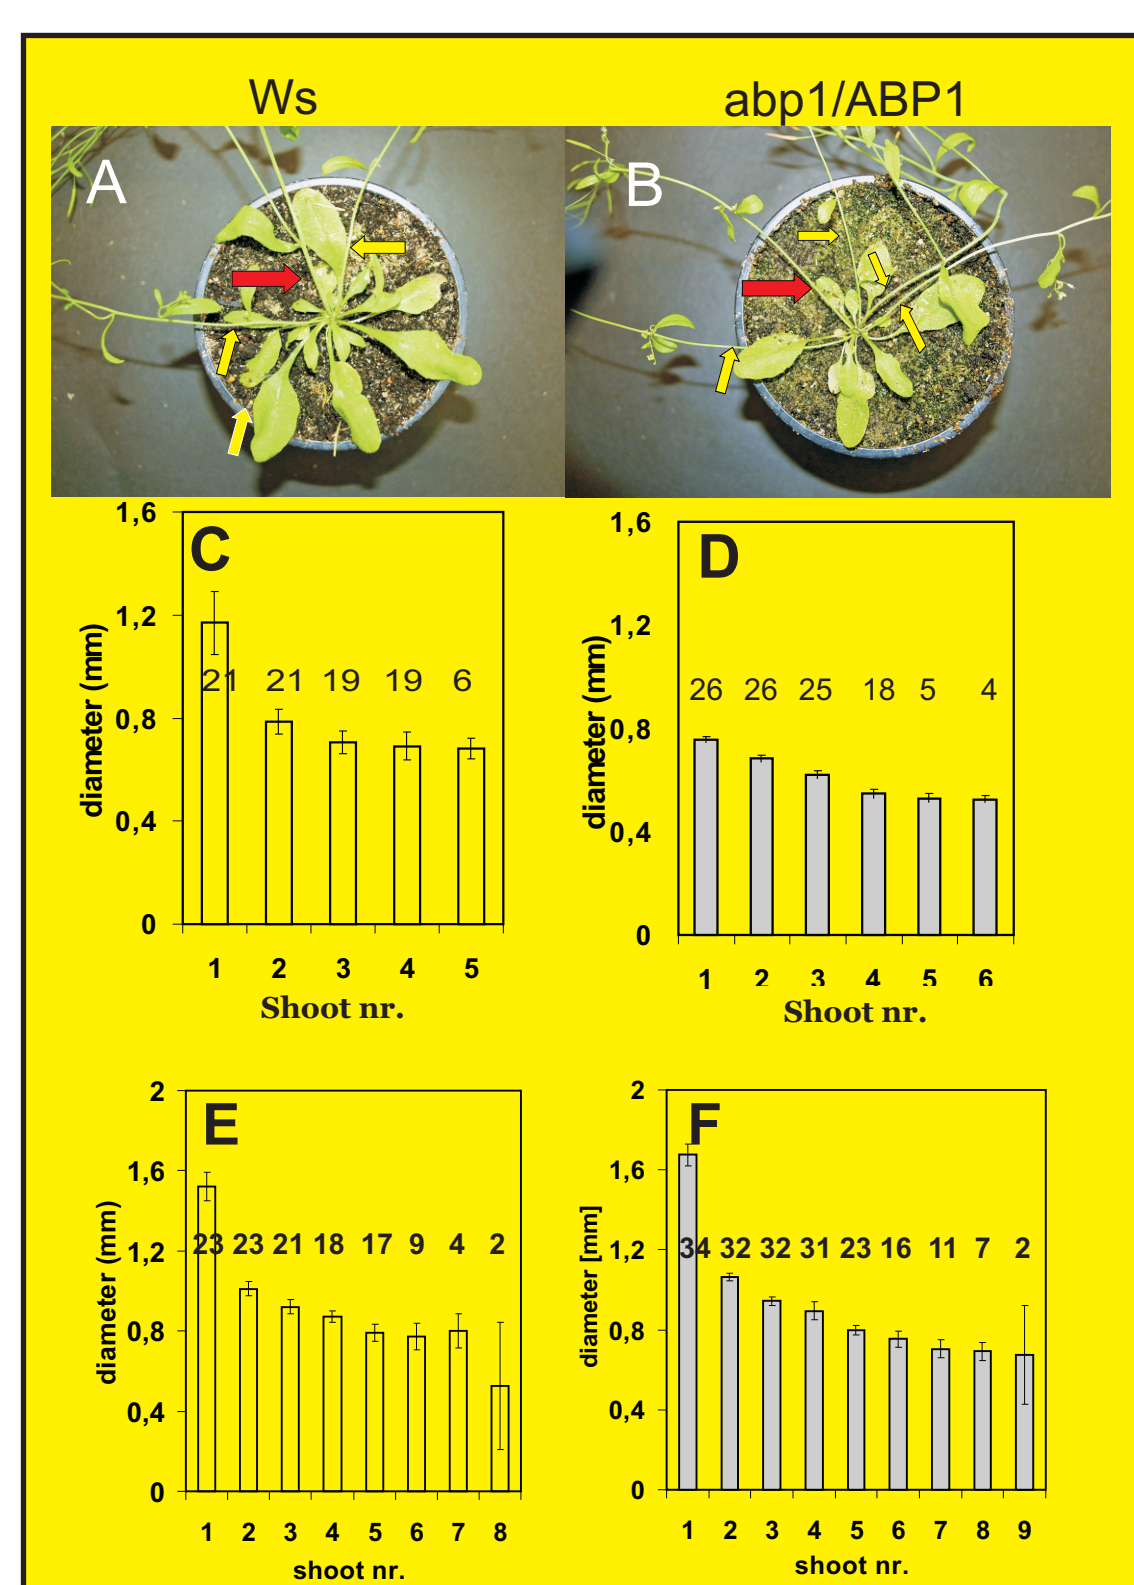 Ws
abp1/ABP1
A
B
C
1,6
1,2
0,8
0,4
0
diameter (mm)
21 21 19 19 6
1 2 3 4 5
Shoot nr.
D
1,6
1,2
0,8
0,4
0
diameter (mm)
26 26 25 18 5 4
1 2 3 4 5 6
Shoot nr.
E
2
1,6
1,2
0,8
0,4
0
diameter (mm)
23 23 21 18 17 9 4 2
1 2 3 4 5 6 7 8
shoot nr.
F
2
1,6
1,2
0,8
0,4
0
diameter [mm]
34 32 32 31 23 16 11 7 2
1 2 3 4 5 6 7 8 9
shoot nr.